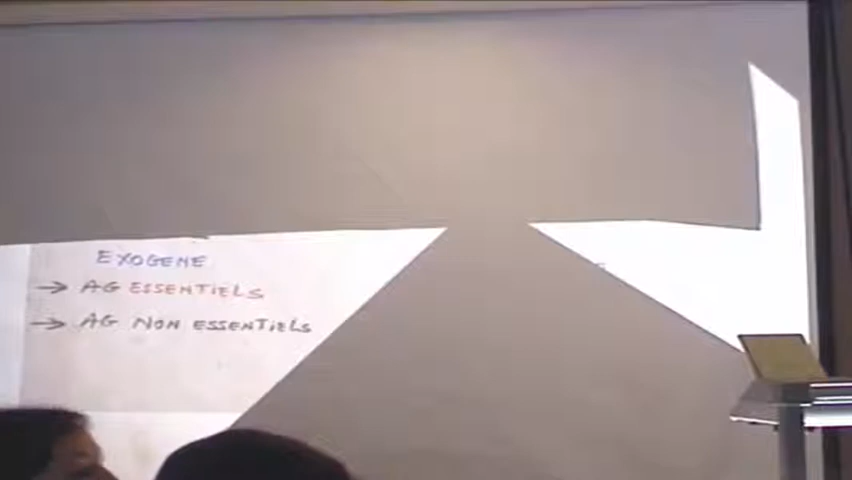 EXOGENE
→ AG ESSENTIELS
→ AG NON ESSENTIELS